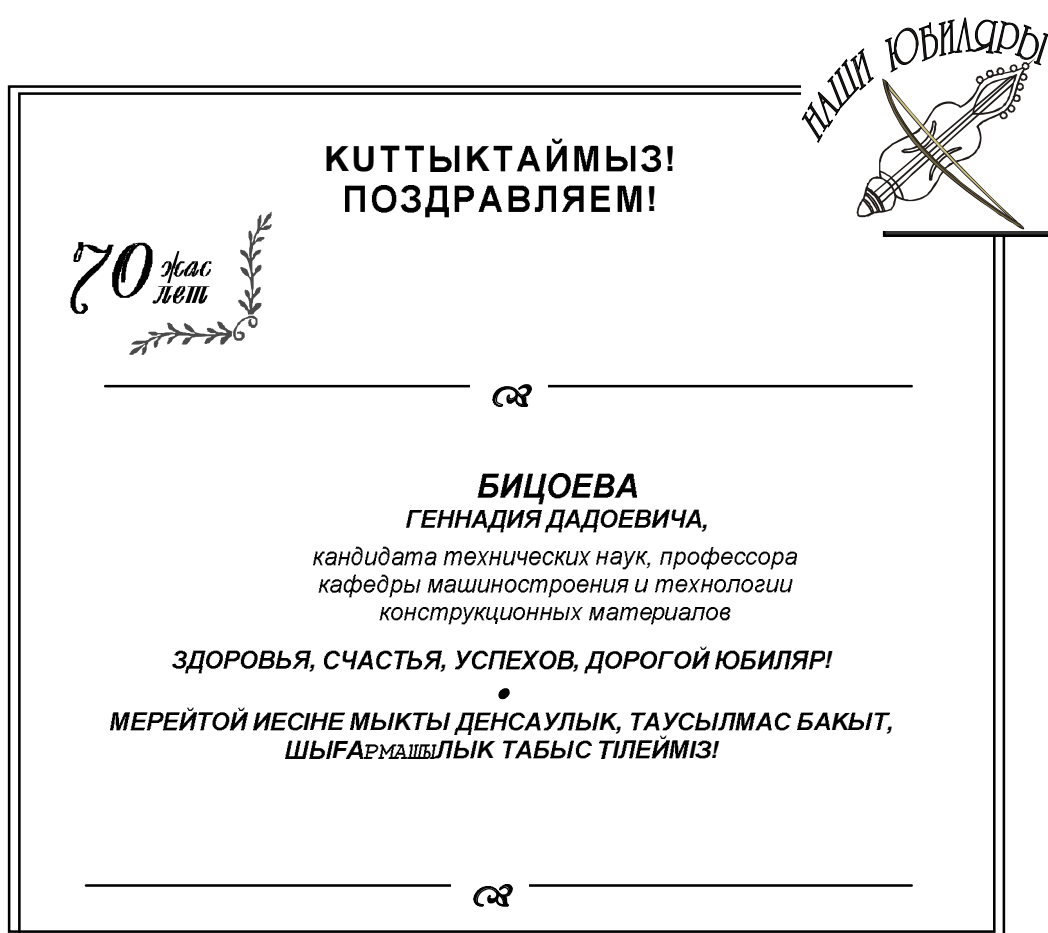 НАШИ ЮБИЛЯРЫ
КUТТЫКТАЙМЫЗ!
ПОЗДРАВЛЯЕМ!
70 жас
лет
БИЦОЕВА
ГЕННАДИЯ ДАДОЕВИЧА,
кандидата технических наук, профессора
кафедры машиностроения и технологии
конструкционных материалов
ЗДОРОВЬЯ, СЧАСТЬЯ, УСПЕХОВ, ДОРОГОЙ ЮБИЛЯР!
•
МЕРЕЙТОЙ ИЕСІНЕ МЫКТЫ ДЕНСАУЛЫК, ТАУСЫЛМАС БАКЫТ,
ШЫҒАРМАШЫЛЫК ТАБЫС ТІЛЕЙМІЗ!